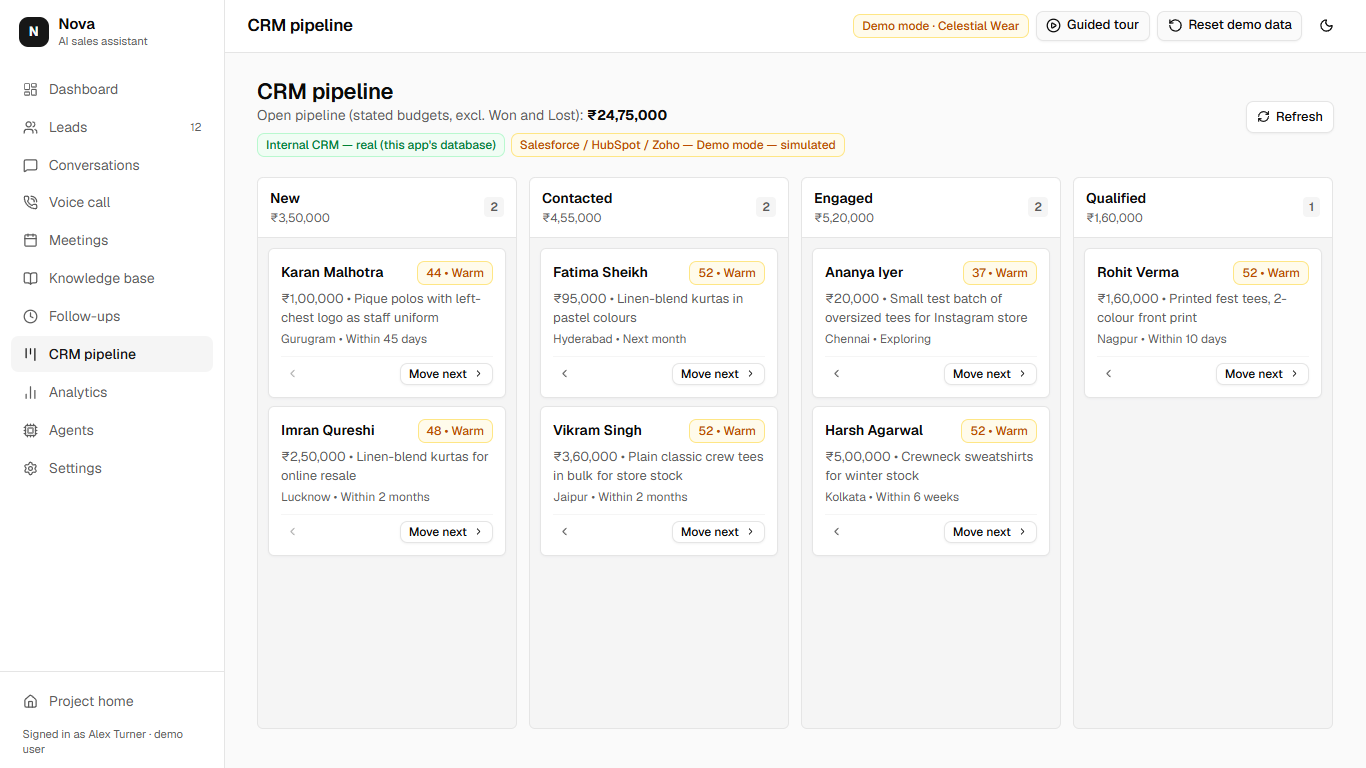 N
Nova
AI sales assistant
Dashboard
Leads 12
Conversations
Voice call
Meetings
Knowledge base
Follow-ups
CRM pipeline
Analytics
Agents
Settings
Project home
Signed in as Alex Turner · demo
user
CRM pipeline
Demo mode · Celestial Wear
Guided tour
Reset demo data
CRM pipeline
Open pipeline (stated budgets, excl. Won and Lost): ₹24,75,000
Refresh
Internal CRM — real (this app's database)
Salesforce / HubSpot / Zoho — Demo mode — simulated
New
₹3,50,000
2
Karan Malhotra
44 • Warm
₹1,00,000 • Pique polos with left-
chest logo as staff uniform
Gurugram • Within 45 days
Move next
Imran Qureshi
48 • Warm
₹2,50,000 • Linen-blend kurtas for
online resale
Lucknow • Within 2 months
Move next
Contacted
₹4,55,000
2
Fatima Sheikh
52 • Warm
₹95,000 • Linen-blend kurtas in
pastel colours
Hyderabad • Next month
Move next
Vikram Singh
52 • Warm
₹3,60,000 • Plain classic crew tees
in bulk for store stock
Jaipur • Within 2 months
Move next
Engaged
₹5,20,000
2
Ananya Iyer
37 • Warm
₹20,000 • Small test batch of
oversized tees for Instagram store
Chennai • Exploring
Move next
Harsh Agarwal
52 • Warm
₹5,00,000 • Crewneck sweatshirts
for winter stock
Kolkata • Within 6 weeks
Move next
Qualified
₹1,60,000
1
Rohit Verma
52 • Warm
₹1,60,000 • Printed fest tees, 2-
colour front print
Nagpur • Within 10 days
Move next